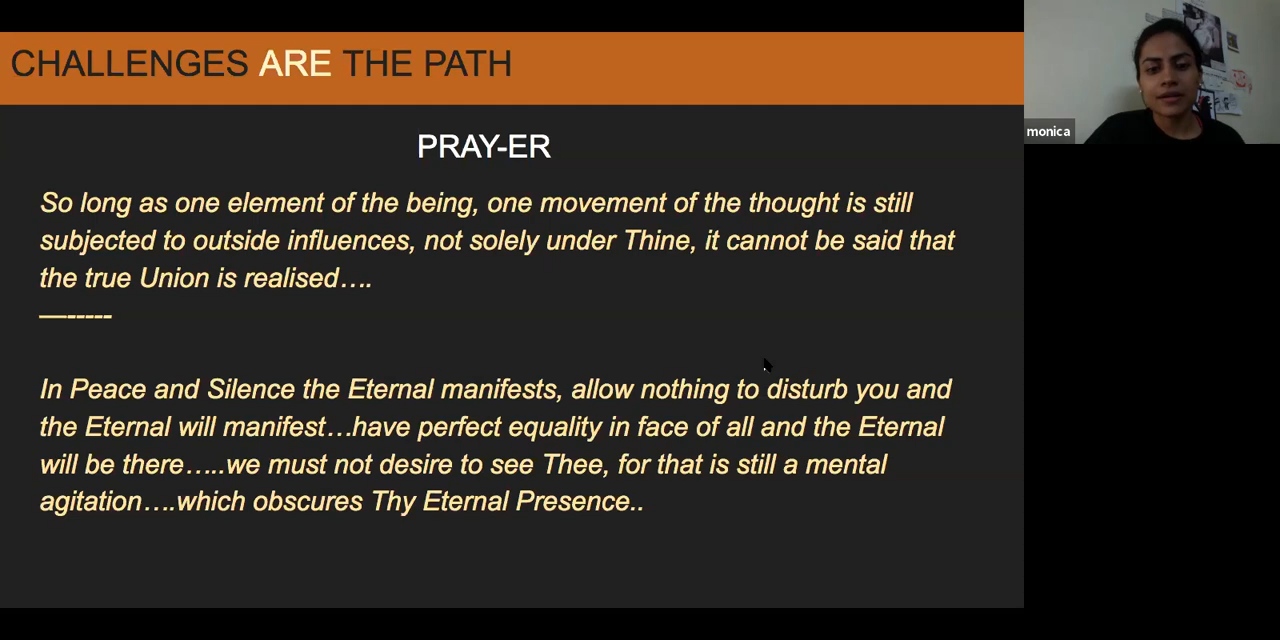 CHALLENGES ARE THE PATH
PRAY-ER
So long as one element of the being, one movement of the thought is still
subjected to outside influences, not solely under Thine, it cannot be said that
the true Union is realised….
—-----
In Peace and Silence the Eternal manifests, allow nothing to disturb you and
the Eternal will manifest…have perfect equality in face of all and the Eternal
will be there…..we must not desire to see Thee, for that is still a mental
agitation….which obscures Thy Eternal Presence..
monica